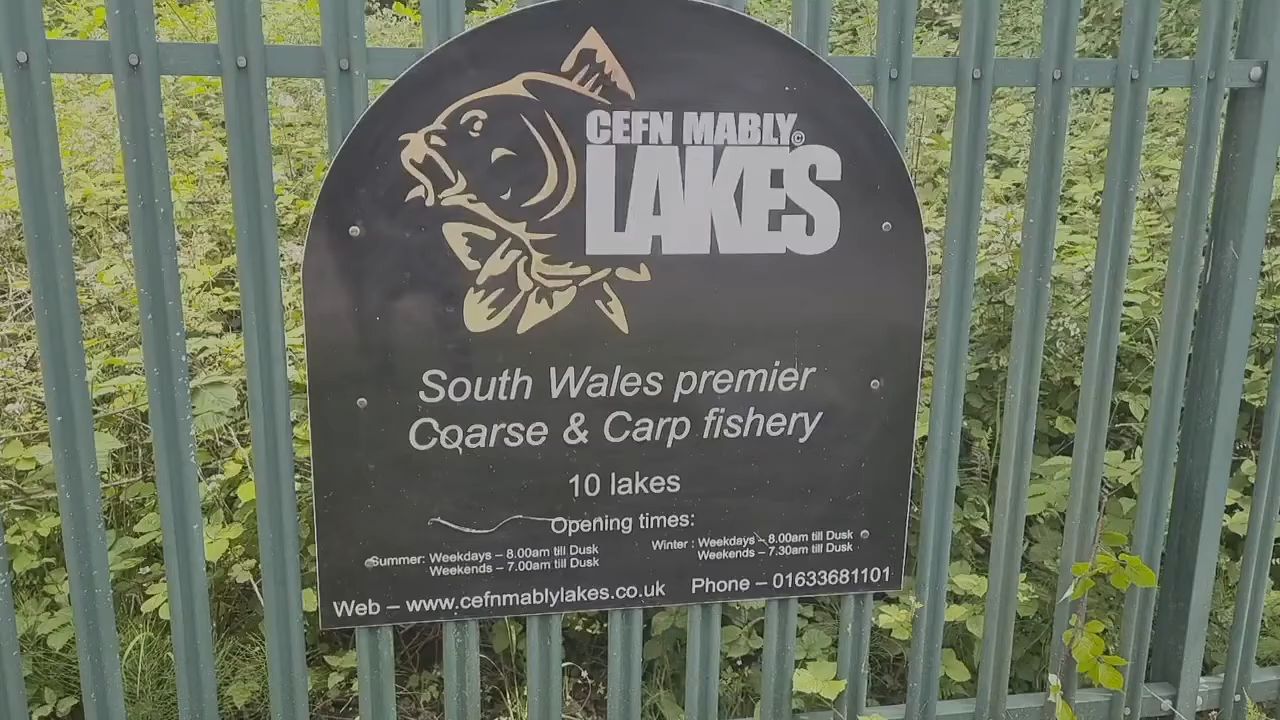 CEFN MABLY©
LAKES
South Wales premier
Coarse & Carp fishery
10 lakes
Opening times:
Summer: Weekdays – 8.00am till Dusk
Weekends – 7.00am till Dusk
Winter : Weekdays – 8.00am till Dusk
Weekends – 7.30am till Dusk
Web – www.cefnmablylakes.co.uk Phone – 01633681101